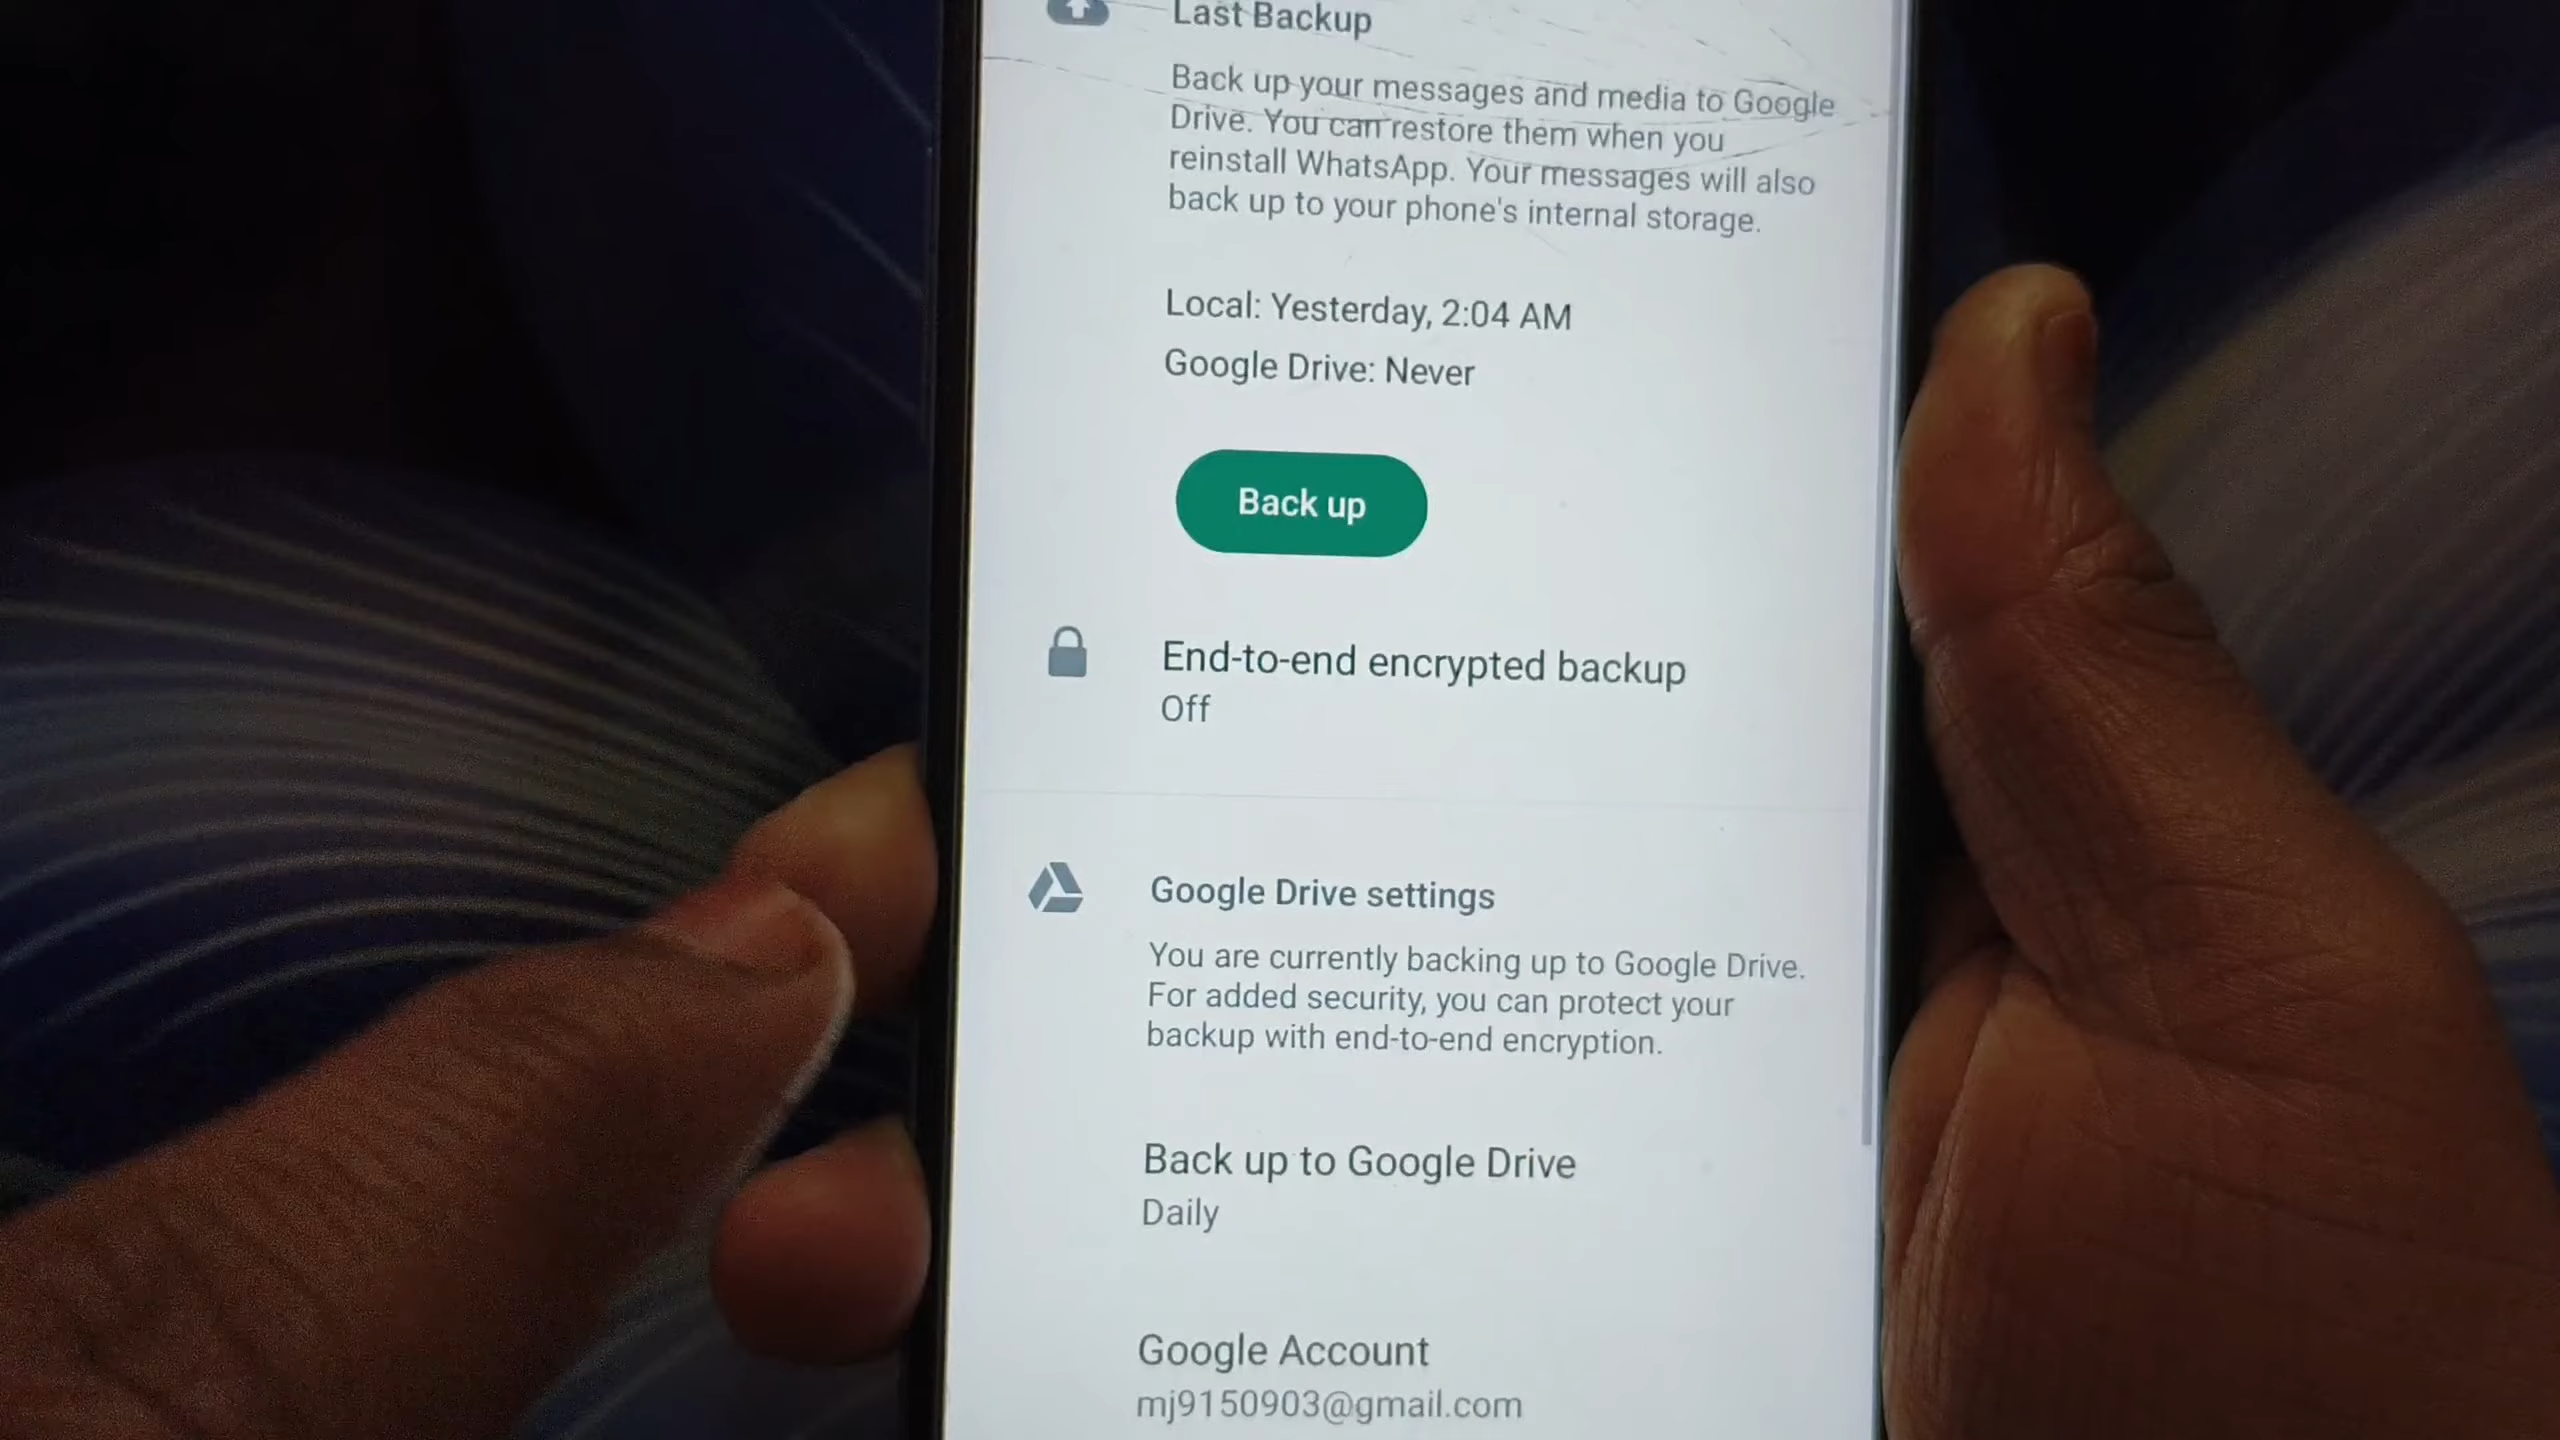 Last Backup
Back up your messages and media to Google
Drive. You can restore them when you
reinstall WhatsApp. Your messages will also
back up to your phone's internal storage.
Local: Yesterday, 2:04 AM
Google Drive: Never
Back up
End-to-end encrypted backup
Off
Google Drive settings
You are currently backing up to Google Drive.
For added security, you can protect your
backup with end-to-end encryption.
Back up to Google Drive
Daily
Google Account
mj9150903@gmail.com